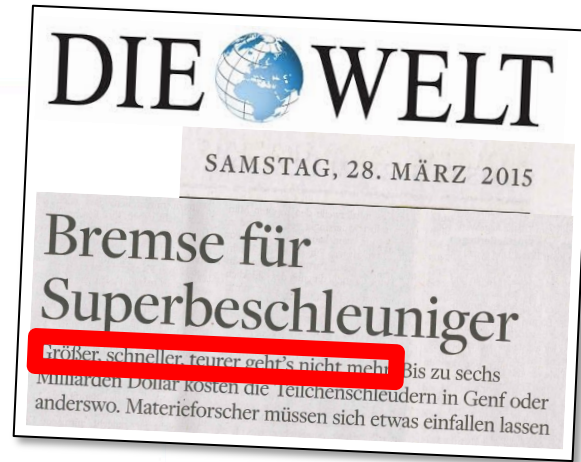 DIE WELT
SAMSTAG, 28. MÄRZ 2015
Bremse für
Superbeschleuniger
Größer, schneller, teurer geht's nicht mehr. Bis zu sechs
Milliarden Dollar kosten die Teilchenschleudern in Genf oder
anderswo. Materieforscher müssen sich etwas einfallen lassen